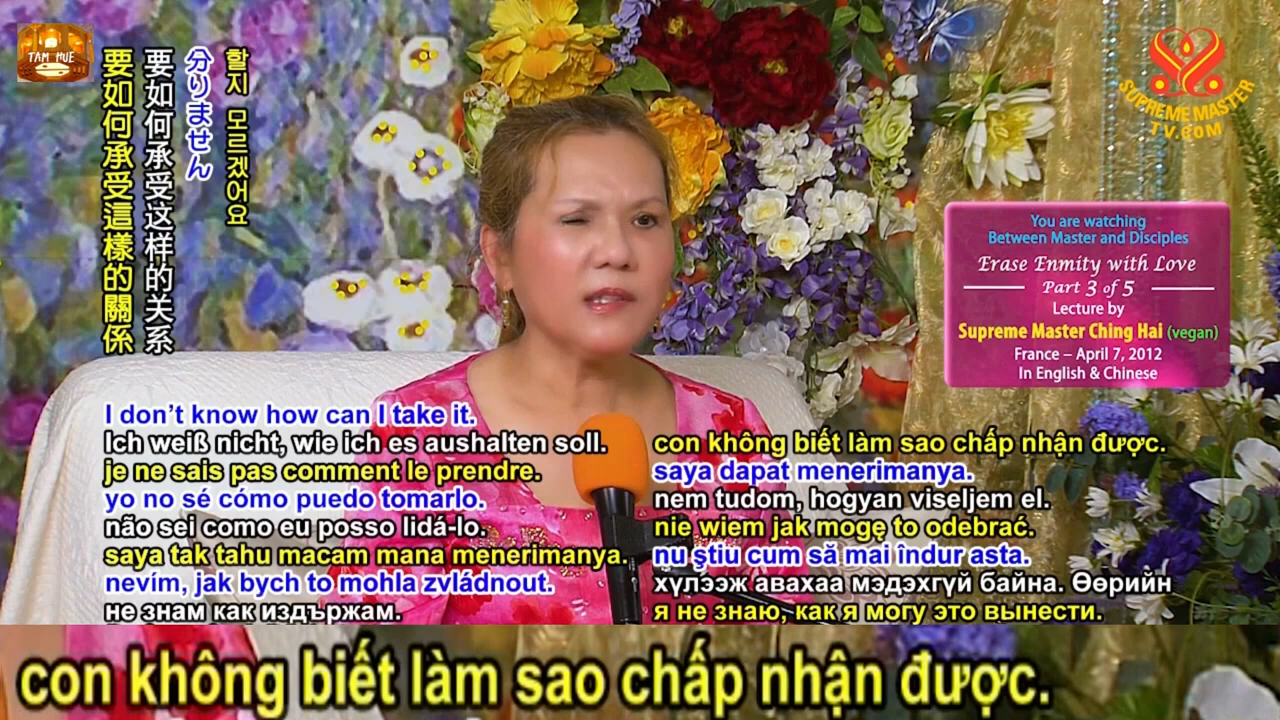 TAM HUE
要如何承受這樣的關係
要如何承受这样的关系
分りません
할지 모르겠어요
SUPREME MASTER
TV.COM
You are watching
Between Master and Disciples
Erase Enmity with Love
Part 3 of 5
Lecture by
Supreme Master Ching Hai (vegan)
France – April 7, 2012
In English & Chinese
I don't know how can I take it.
Ich weiß nicht, wie ich es aushalten soll.
je ne sais pas comment le prendre.
yo no sé cómo puedo tomarlo.
não sei como eu posso lidá-lo.
saya tak tahu macam mana menerimanya.
nevím, jak bych to mohla zvládnout.
не знам как издържам.
con không biết làm sao chấp nhận được.
saya dapat menerimanya.
nem tudom, hogyan viseljem el.
nie wiem jak mogę to odebrać.
nu ştiu cum să mai îndur asta.
хүлээж авахаа мэдэхгүй байна. Өөрийн
я не знаю, как я могу это вынести.
con không biết làm sao chấp nhận được.